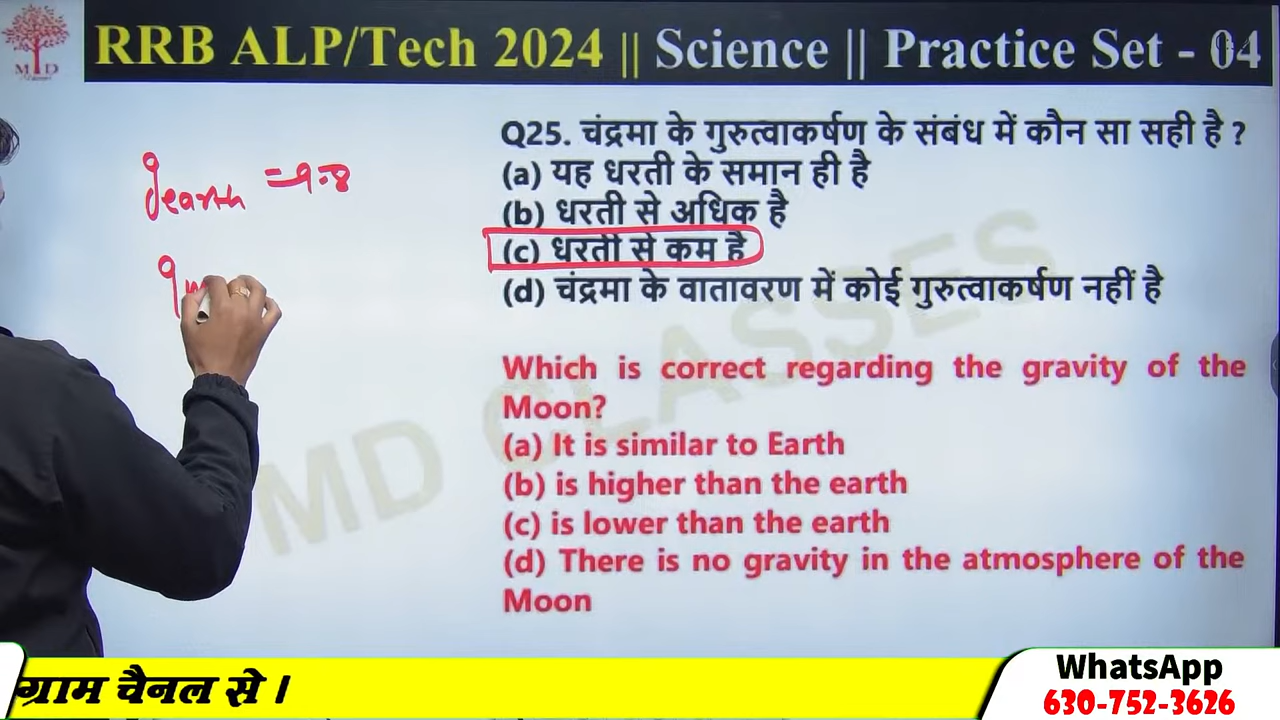 RRB ALP/Tech 2024 || Science || Practice Set - 04
MTD
Q25. चंद्रमा के गुरुत्वाकर्षण के संबंध में कौन सा सही है ?
(a) यह धरती के समान ही है
(b) धरती से अधिक है
(c) धरती से कम है
(d) चंद्रमा के वातावरण में कोई गुरुत्वाकर्षण नहीं है
gearth = 9.8
Which is correct regarding the gravity of the
Moon?
(a) It is similar to Earth
(b) is higher than the earth
(c) is lower than the earth
(d) There is no gravity in the atmosphere of the
Moon
MD CLASSES
ग्राम चैनल से ।
WhatsApp
630-752-3626